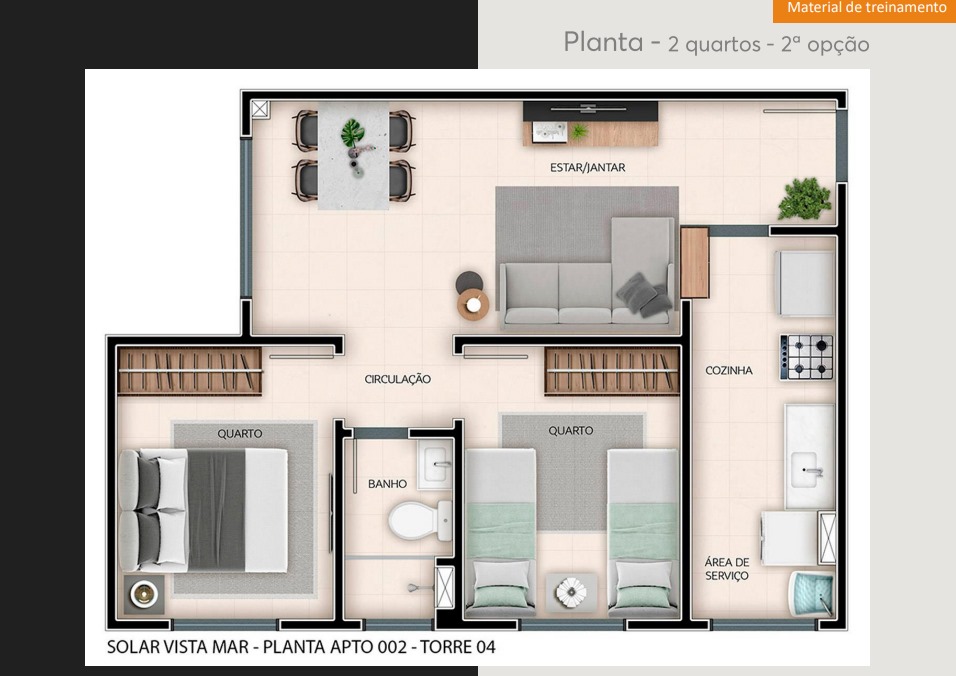 Material de treinamento
Planta - 2 quartos - 2ª opção
ESTAR/JANTAR
CIRCULAÇÃO
COZINHA
QUARTO
QUARTO
BANHO
ÁREA DE
SERVIÇO
SOLAR VISTA MAR - PLANTA APTO 002 - TORRE 04